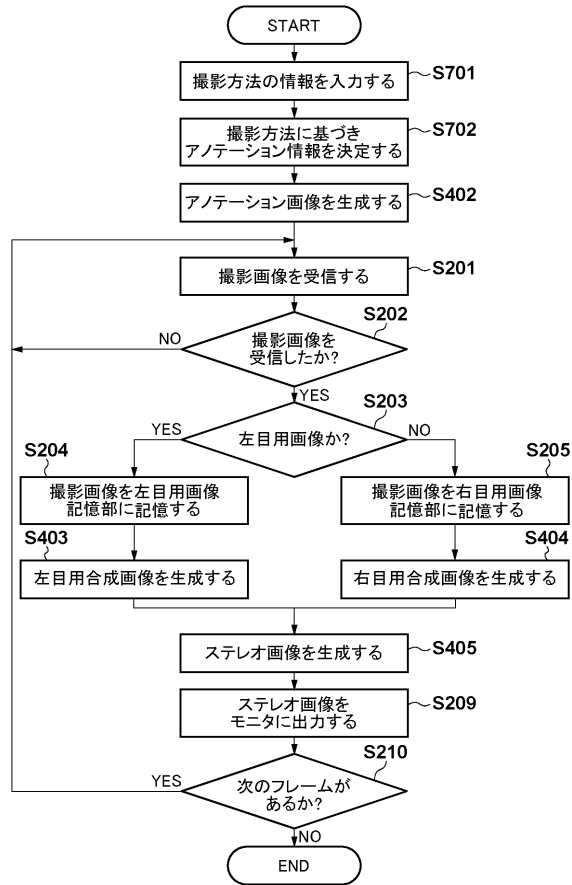 START
撮影方法の情報を入力する
S701
撮影方法に基づき
アノテーション情報を決定する
S702
アノテーション画像を生成する
S402
撮影画像を受信する
S201
撮影画像を
受信したか?
S202
NO
YES
左目用画像か?
S203
YES
NO
S204
撮影画像を左目用画像
記憶部に記憶する
S205
撮影画像を右目用画像
記憶部に記憶する
S403
左目用合成画像を生成する
S404
右目用合成画像を生成する
ステレオ画像を生成する
S405
ステレオ画像を
モニタに出力する
S209
次のフレームが
あるか?
S210
YES
NO
END